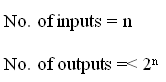 No. of inputs = n
No. of outputs =< 2ⁿ